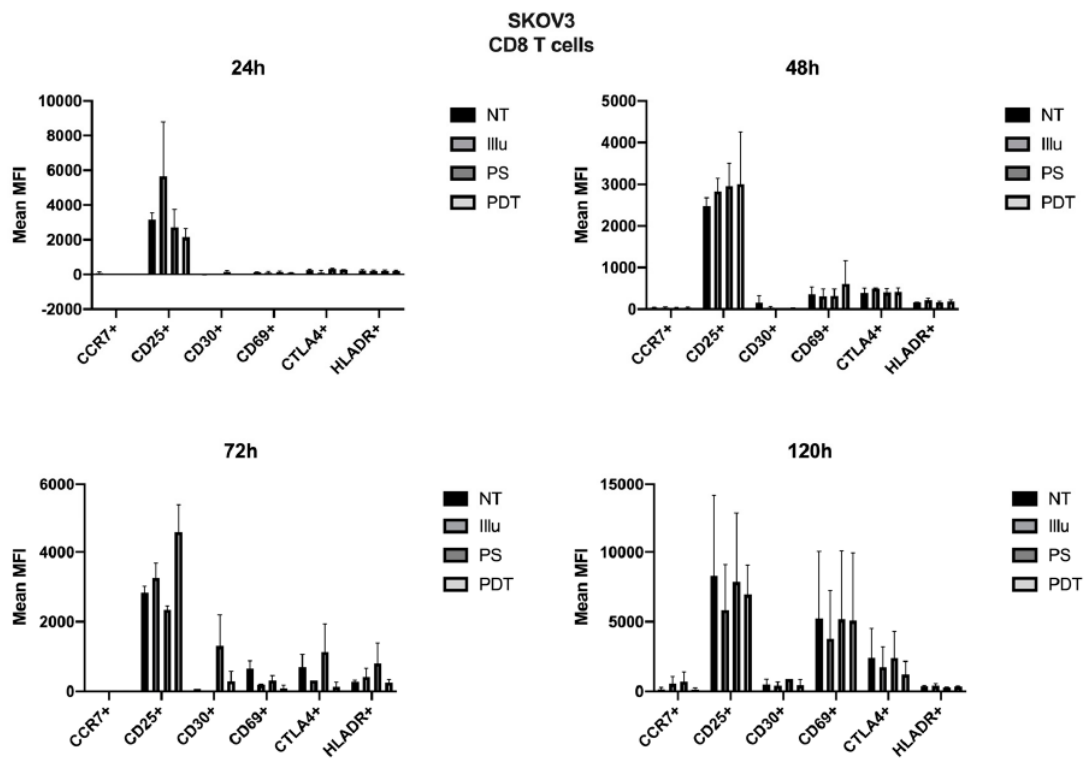 SKOV3
CD8 T cells
24h
10000
8000
6000
4000
2000
0
-2000
Mean MFI
CCR7+
CD25+
CD30+
CD69+
CTLA4+
HLADR+
NT
Illu
PS
PDT
48h
5000
4000
3000
2000
1000
0
Mean MFI
CCR7+
CD25+
CD30+
CD69+
CTLA4+
HLADR+
NT
Illu
PS
PDT
72h
6000
4000
2000
0
Mean MFI
CCR7+
CD25+
CD30+
CD69+
CTLA4+
HLADR+
NT
Illu
PS
PDT
120h
15000
10000
5000
0
Mean MFI
CCR7+
CD25+
CD30+
CD69+
CTLA4+
HLADR+
NT
Illu
PS
PDT